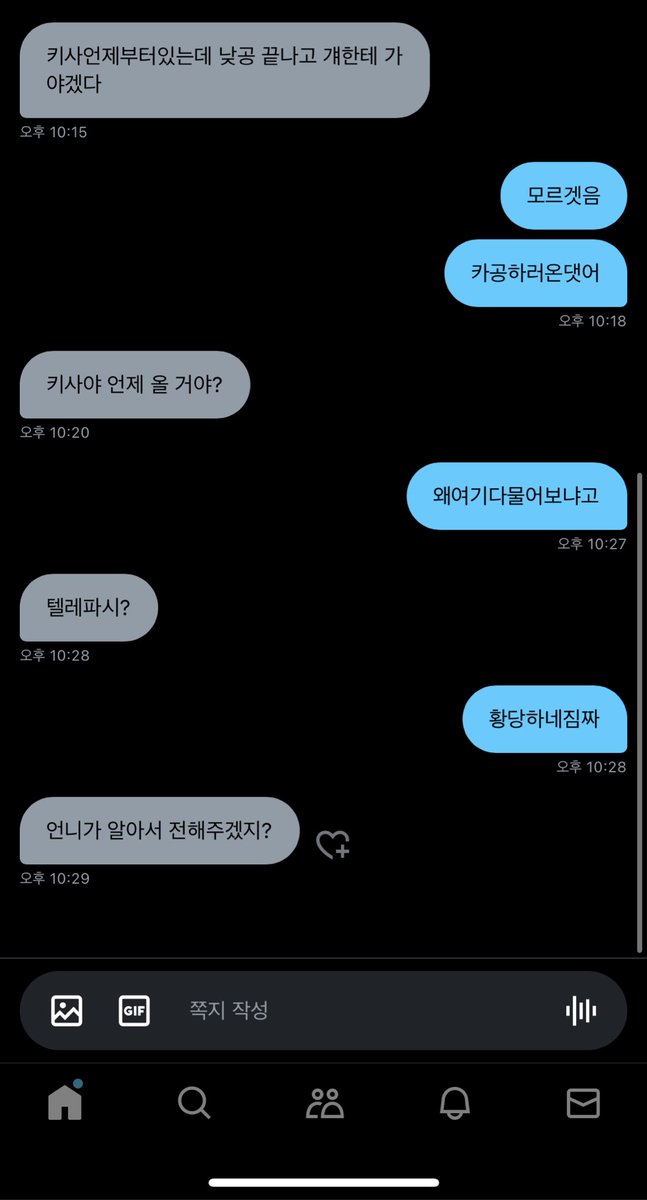 키사언제부터있는데 낮공 끝나고 걔한테 가
야겠다
오후 10:15
모르겟음
카공하러온댓어
오후 10:18
키사야 언제 올 거야?
오후 10:20
왜여기다물어보냐고
오후 10:27
텔레파시?
오후 10:28
황당하네짐짜
오후 10:28
언니가 알아서 전해주겠지?
오후 10:29
GIF
쪽지 작성